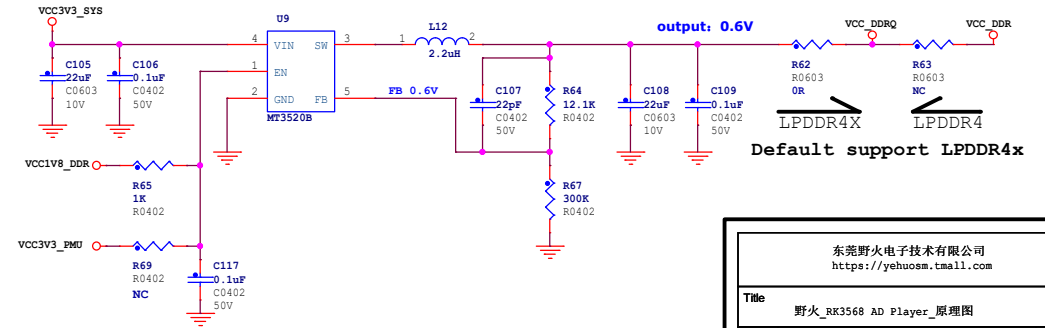 VCC3V3_SYS
U9
4 VIN SW 3
1 EN
2 GND FB 5
MT3520B
C105
22uF
C0603
10V
C106
0.1uF
C0402
50V
L12
1 2
2.2uH
FB 0.6V
C107
22pF
C0402
50V
R64
12.1K
R0402
R67
300K
R0402
output: 0.6V
C108
22uF
C0603
10V
C109
0.1uF
C0402
50V
VCC_DDRQ
VCC_DDR
R62
R0603
0R
R63
R0603
NC
LPDDR4X
LPDDR4
Default support LPDDR4x
VCC1V8_DDR
R65
1K
R0402
VCC3V3_PMU
R69
R0402
NC
C117
0.1uF
C0402
50V
东莞野火电子技术有限公司
https://yehuosm.tmall.com
Title
野火_RK3568 AD Player_原理图